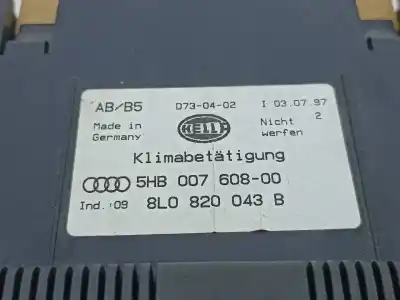 AB/B5 D73-04-02 I 03.07.97
Made in Germany HELLA Nicht 2 werfen
Klimabetätigung
5HB 007 608-00
Ind.:09 8L0 820 043 B